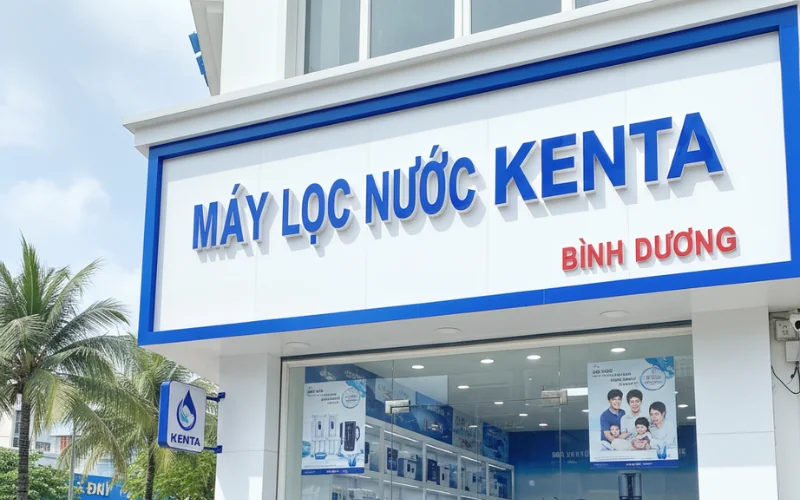 MÁY LỌC NƯỚC KENTA
BÌNH DƯƠNG
KENTA